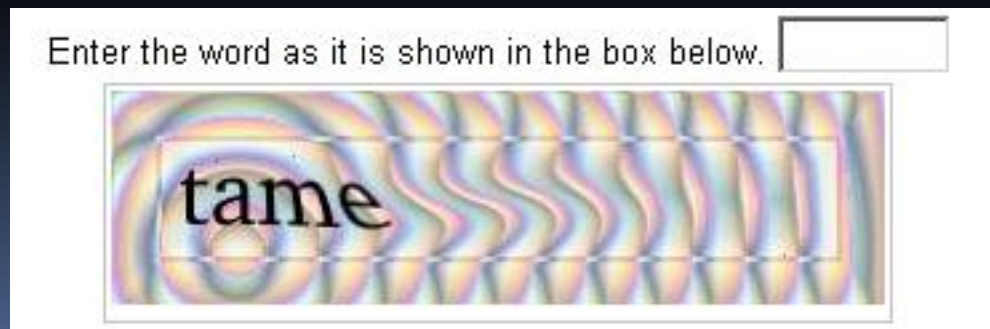 Enter the word as it is shown in the box below.
tame